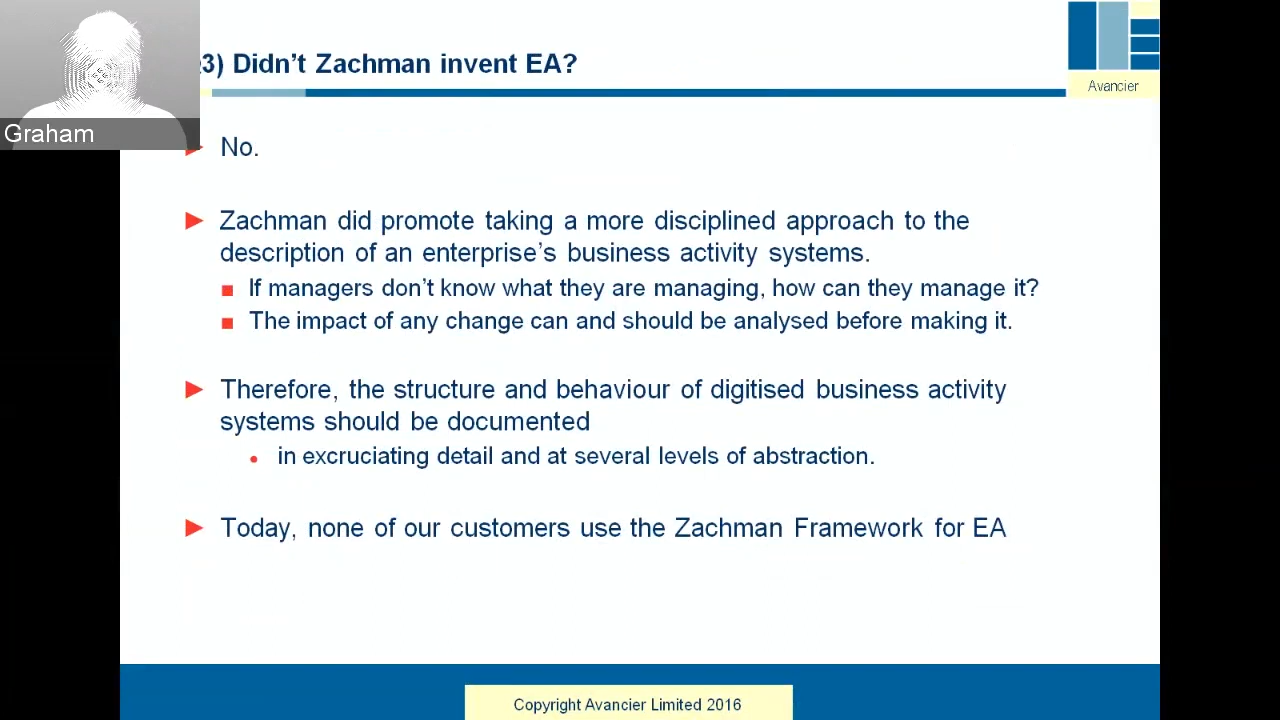 3) Didn't Zachman invent EA?
Avancier
Graham
No.
Zachman did promote taking a more disciplined approach to the
description of an enterprise's business activity systems.
If managers don't know what they are managing, how can they manage it?
The impact of any change can and should be analysed before making it.
Therefore, the structure and behaviour of digitised business activity
systems should be documented
in excruciating detail and at several levels of abstraction.
Today, none of our customers use the Zachman Framework for EA
Copyright Avancier Limited 2016